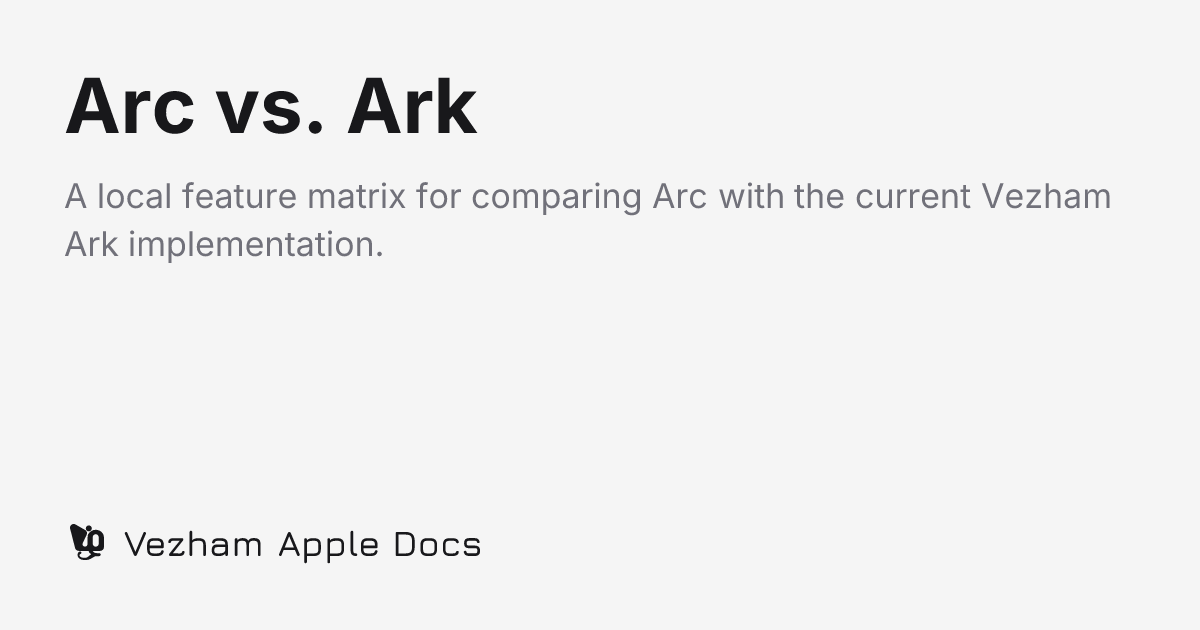 Arc vs. Ark
A local feature matrix for comparing Arc with the current Vezham
Ark implementation.
Vezham Apple Docs